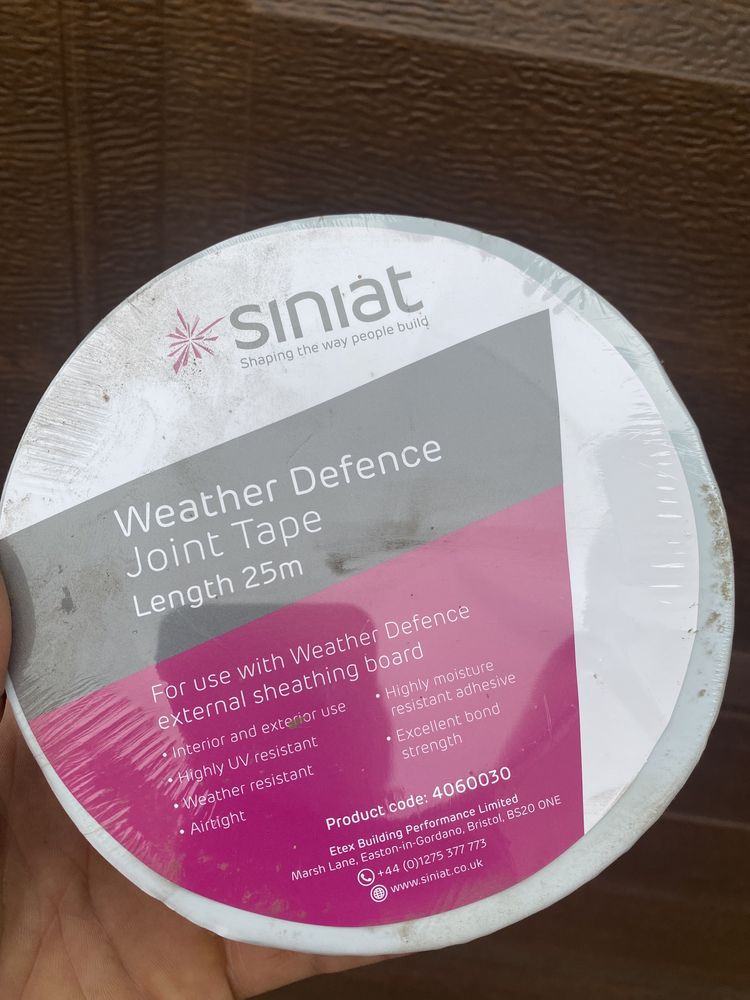 siniat
Shaping the way people build
Weather Defence
Joint Tape
Length 25m
For use with Weather Defence
external sheathing board
• Interior and exterior use
• Highly UV resistant
• Weather resistant
• Airtight
• Highly moisture
resistant adhesive
• Excellent bond
strength
Product code: 4060030
Etex Building Performance Limited
Marsh Lane, Easton-in-Gordano, Bristol, BS20 ONE
+44 (0)1275 377 773
www.siniat.co.uk